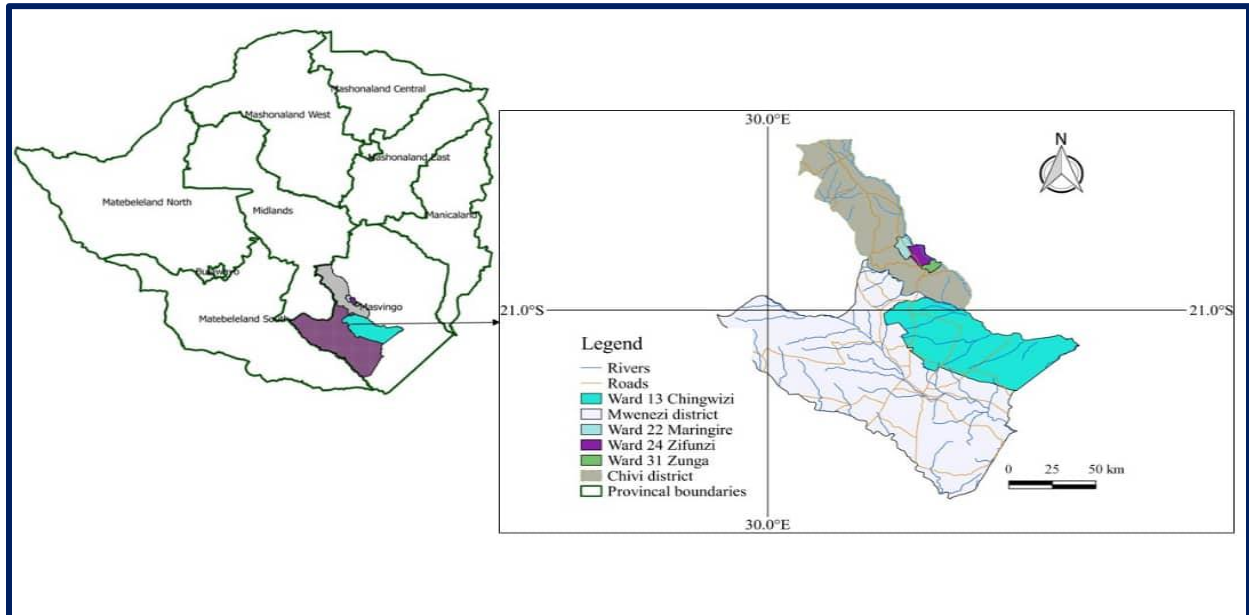 Mashonaland Central
Mashonaland West
Mashonaland East
Matebeleland North
Midlands
Manicaland
Bulawayo
Masvingo
Matebeleland South
30.0°E
N
21.0°S
21.0°S
Legend
Rivers
Roads
Ward 13 Chingwizi
Mwenezi district
Ward 22 Maringire
Ward 24 Zifunzi
Ward 31 Zunga
Chivi district
Provincal boundaries
0 25 50 km
30.0°E